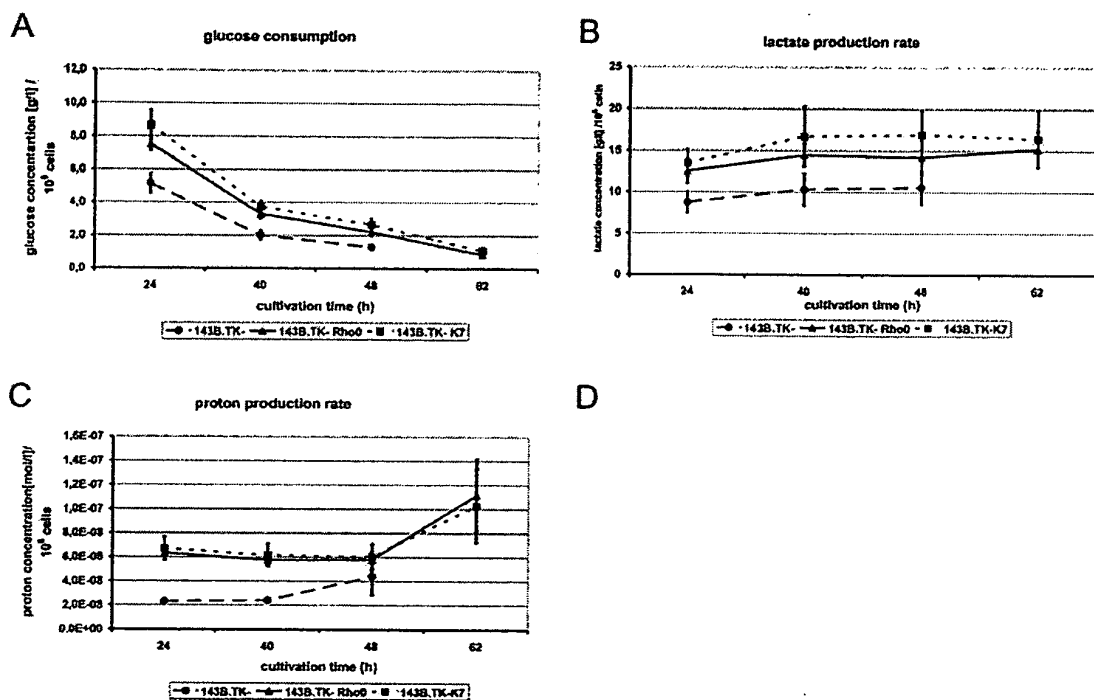 A
glucose consumption
glucose concentartion [g/l] /
10⁶ cells
12,0
10,0
8,0
6,0
4,0
2,0
0,0
24
40
48
62
cultivation time (h)
143B.TK-
143B.TK- Rho0
143B.TK-K7
B
lactate production rate
lactate concentration [g/l] /10⁶ cells
25
20
15
10
5
0
24
40
48
62
cultivation time (h)
143B.TK-
143B.TK- Rho0
143B.TK-K7
C
proton production rate
proton concentration[mol/l]/
10⁶ cells
1,6E-07
1,4E-07
1,2E-07
1,0E-07
8,0E-08
6,0E-08
4,0E-08
2,0E-08
0,0E+00
24
40
48
62
cultivation time (h)
143B.TK-
143B.TK- Rho0
143B.TK-K7
D